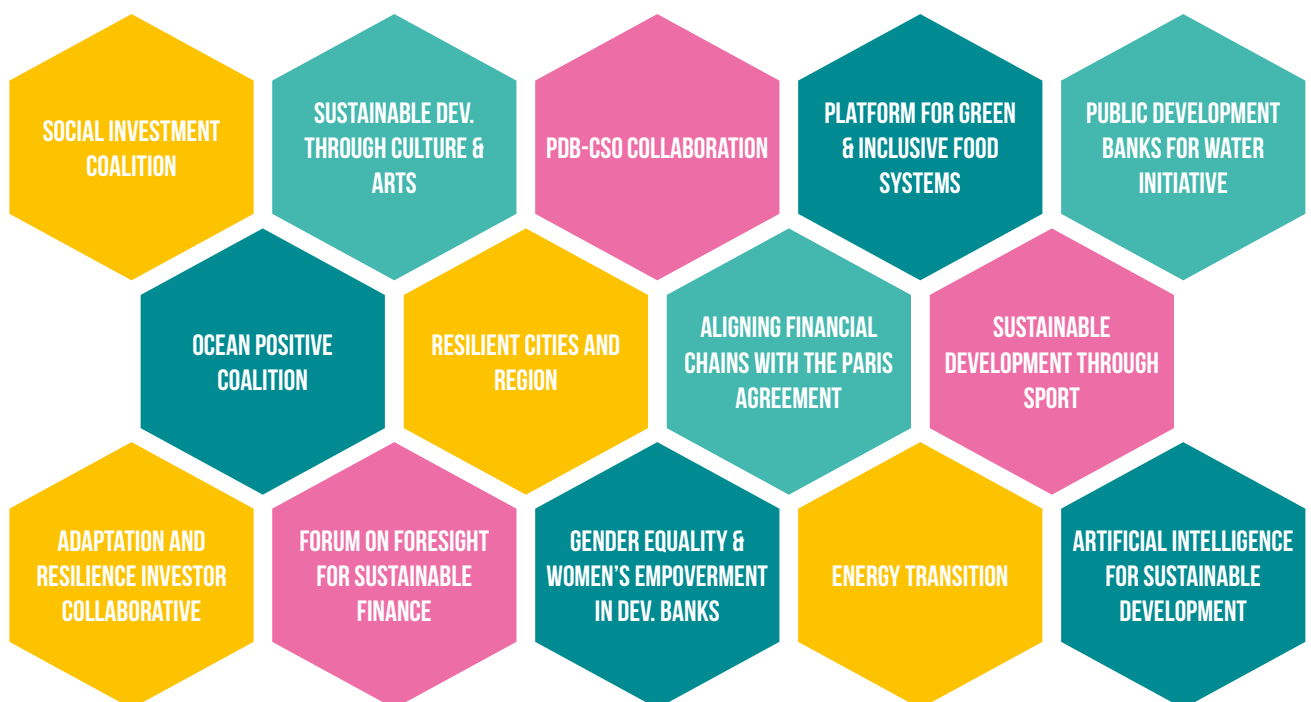 SOCIAL INVESTMENT
COALITION
SUSTAINABLE DEV.
THROUGH CULTURE &
ARTS
PDB-CSO COLLABORATION
PLATFORM FOR GREEN
& INCLUSIVE FOOD
SYSTEMS
PUBLIC DEVELOPMENT
BANKS FOR WATER
INITIATIVE
OCEAN POSITIVE
COALITION
RESILIENT CITIES AND
REGION
ALIGNING FINANCIAL
CHAINS WITH THE PARIS
AGREEMENT
SUSTAINABLE
DEVELOPMENT THROUGH
SPORT
ADAPTATION AND
RESILIENCE INVESTOR
COLLABORATIVE
FORUM ON FORESIGHT
FOR SUSTAINABLE
FINANCE
GENDER EQUALITY &
WOMEN'S EMPOVERMENT
IN DEV. BANKS
ENERGY TRANSITION
ARTIFICIAL INTELLIGENCE
FOR SUSTAINABLE
DEVELOPMENT